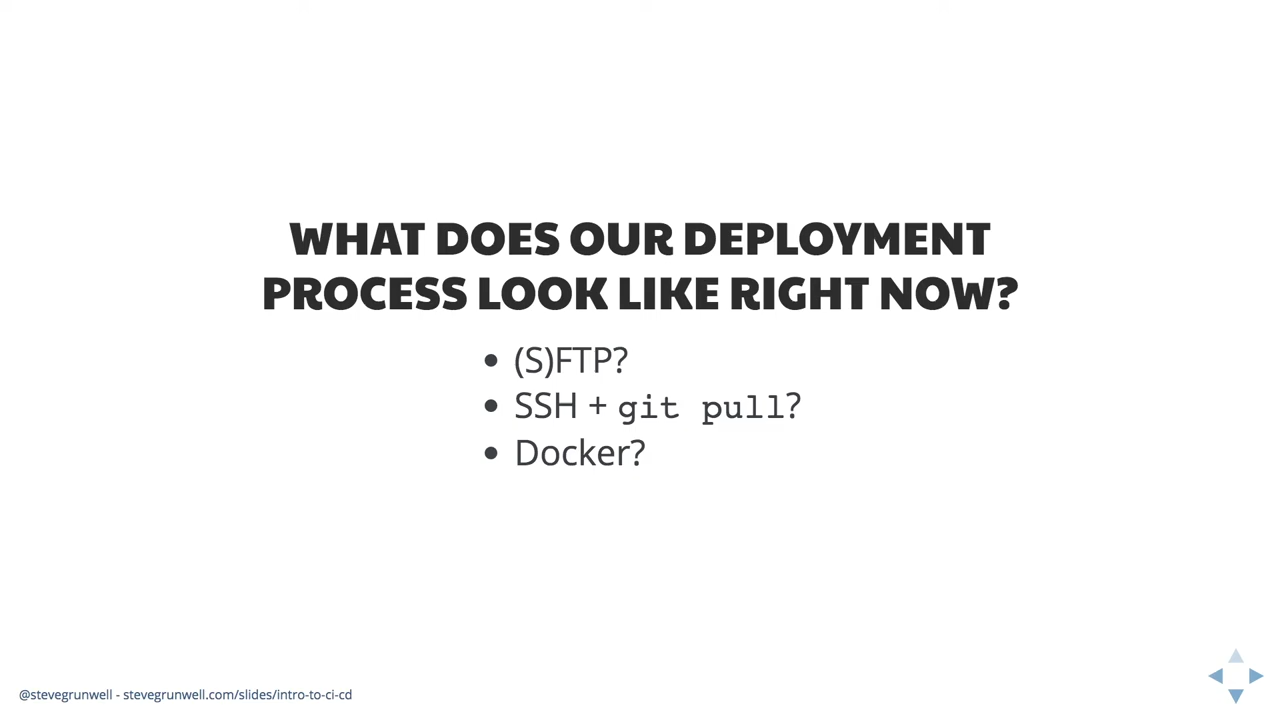 WHAT DOES OUR DEPLOYMENT
PROCESS LOOK LIKE RIGHT NOW?
• (S)FTP?
• SSH + git pull?
• Docker?
@stevegrunwell - stevegrunwell.com/slides/intro-to-ci-cd